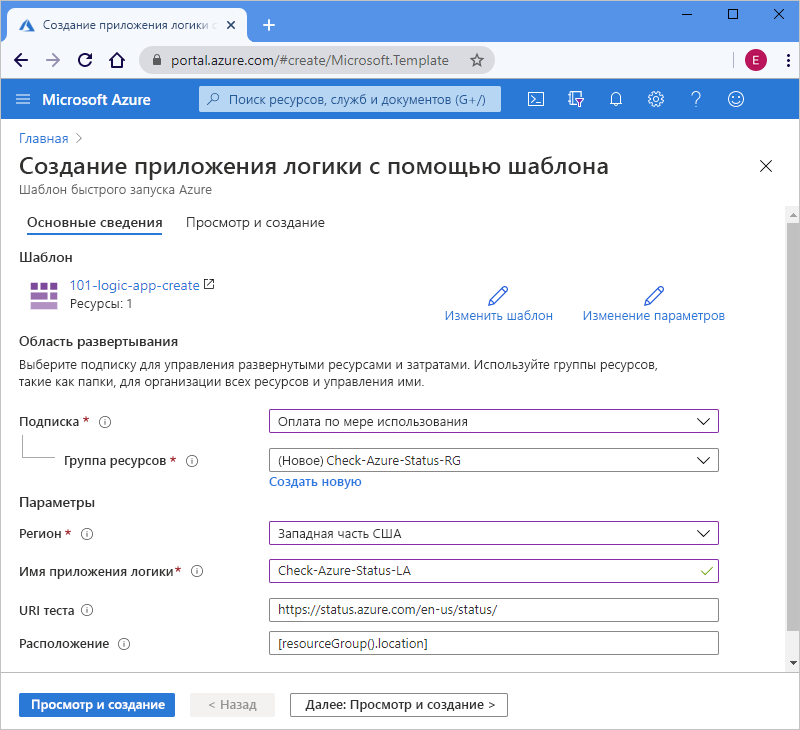 Создание приложения логики с
portal.azure.com/#create/Microsoft.Template
E
Microsoft Azure
Поиск ресурсов, служб и документов (G+/)
Главная >
Создание приложения логики с помощью шаблона
Шаблон быстрого запуска Azure
Основные сведения Просмотр и создание
Шаблон
101-logic-app-create
Ресурсы: 1
Изменить шаблон Изменение параметров
Область развертывания
Выберите подписку для управления развернутыми ресурсами и затратами. Используйте группы ресурсов,
такие как папки, для организации всех ресурсов и управления ими.
Подписка * Оплата по мере использования
Группа ресурсов * (Новое) Check-Azure-Status-RG
Создать новую
Параметры
Регион * Западная часть США
Имя приложения логики* Check-Azure-Status-LA
URI теста https://status.azure.com/en-us/status/
Расположение [resourceGroup().location]
Просмотр и создание < Назад Далее: Просмотр и создание >